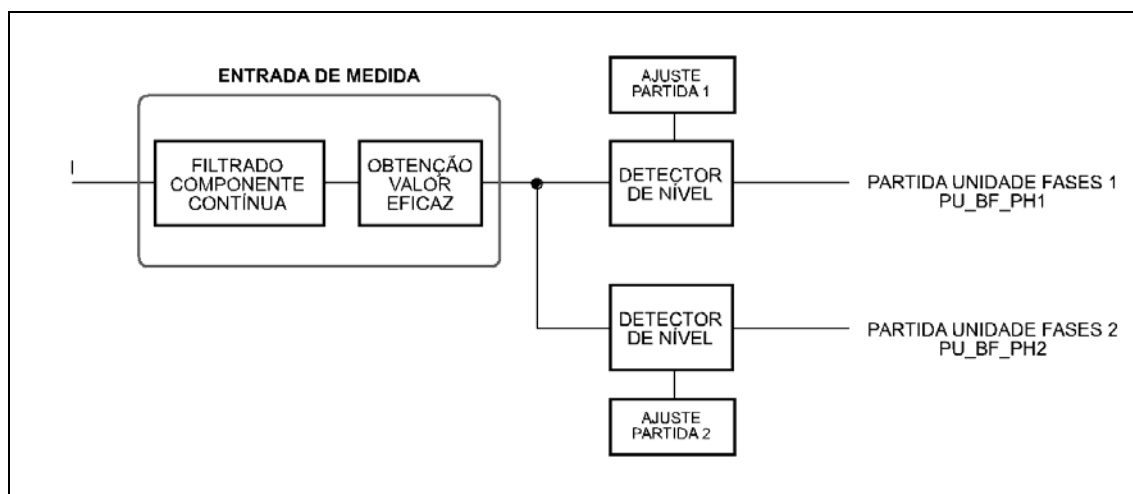 ENTRADA DE MEDIDA
I
FILTRADO
COMPONENTE
CONTÍNUA
OBTENÇÃO
VALOR
EFICAZ
AJUSTE
PARTIDA 1
DETECTOR
DE NÍVEL
PARTIDA UNIDADE FASES 1
PU_BF_PH1
DETECTOR
DE NÍVEL
PARTIDA UNIDADE FASES 2
PU_BF_PH2
AJUSTE
PARTIDA 2